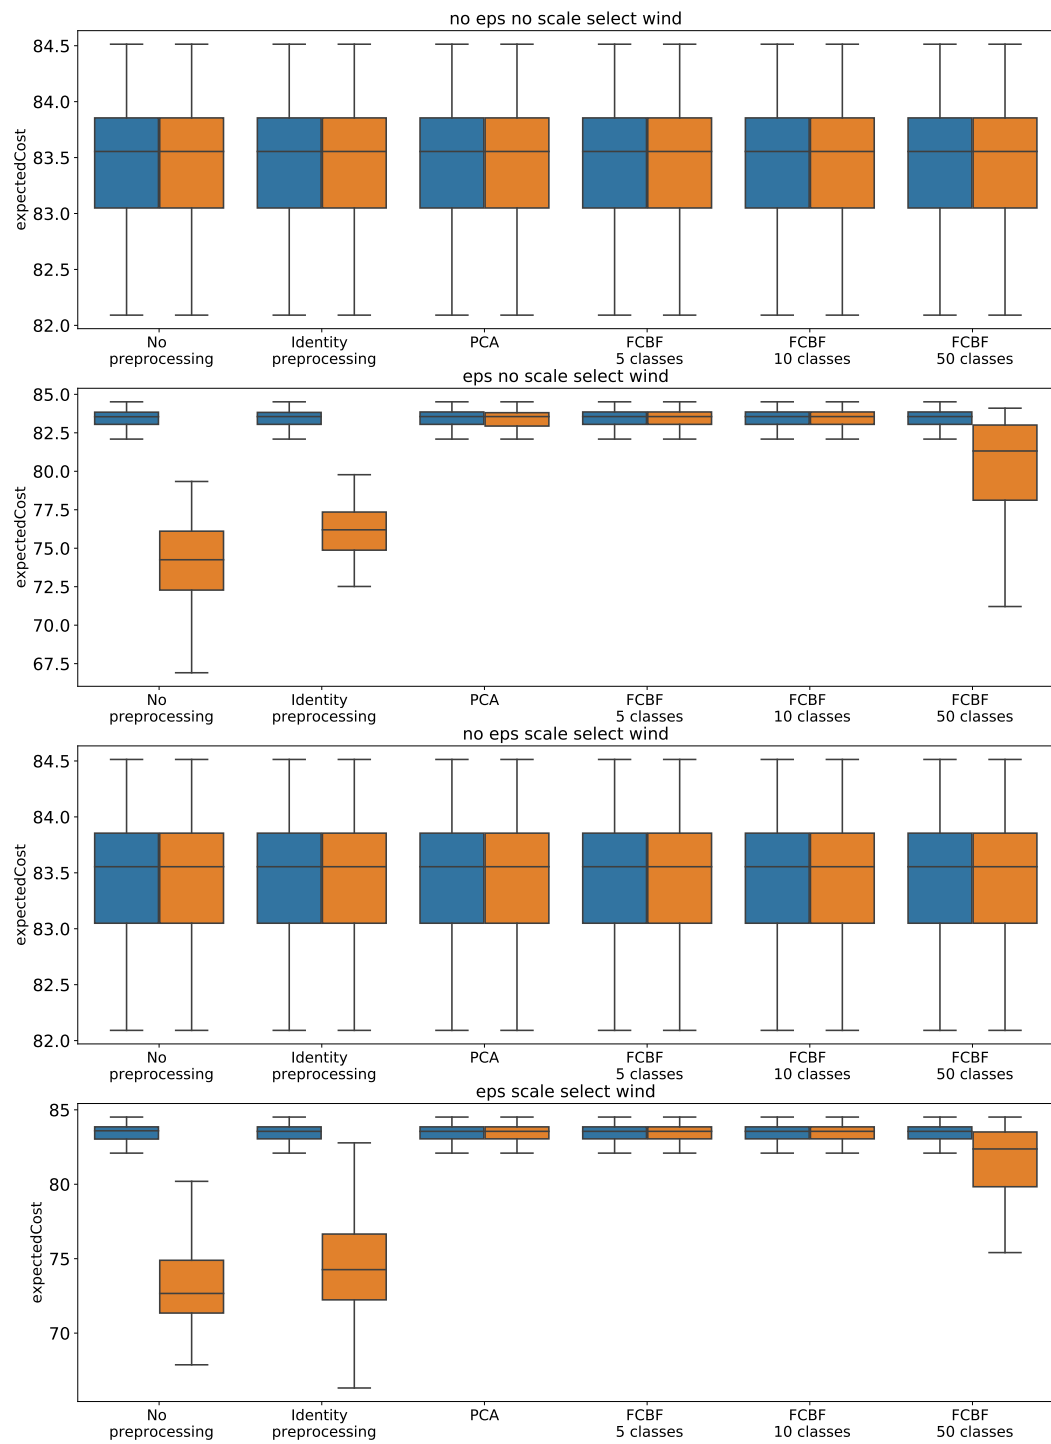 no eps no scale select wind
expectedCost
84.5
84.0
83.5
83.0
82.5
82.0
No Identity PCA FCBF FCBF FCBF
preprocessing preprocessing 5 classes 10 classes 50 classes
eps no scale select wind
expectedCost
85.0
82.5
80.0
77.5
75.0
72.5
70.0
67.5
No Identity PCA FCBF FCBF FCBF
preprocessing preprocessing 5 classes 10 classes 50 classes
no eps scale select wind
expectedCost
84.5
84.0
83.5
83.0
82.5
82.0
No Identity PCA FCBF FCBF FCBF
preprocessing preprocessing 5 classes 10 classes 50 classes
eps scale select wind
expectedCost
85
80
75
70
No Identity PCA FCBF FCBF FCBF
preprocessing preprocessing 5 classes 10 classes 50 classes